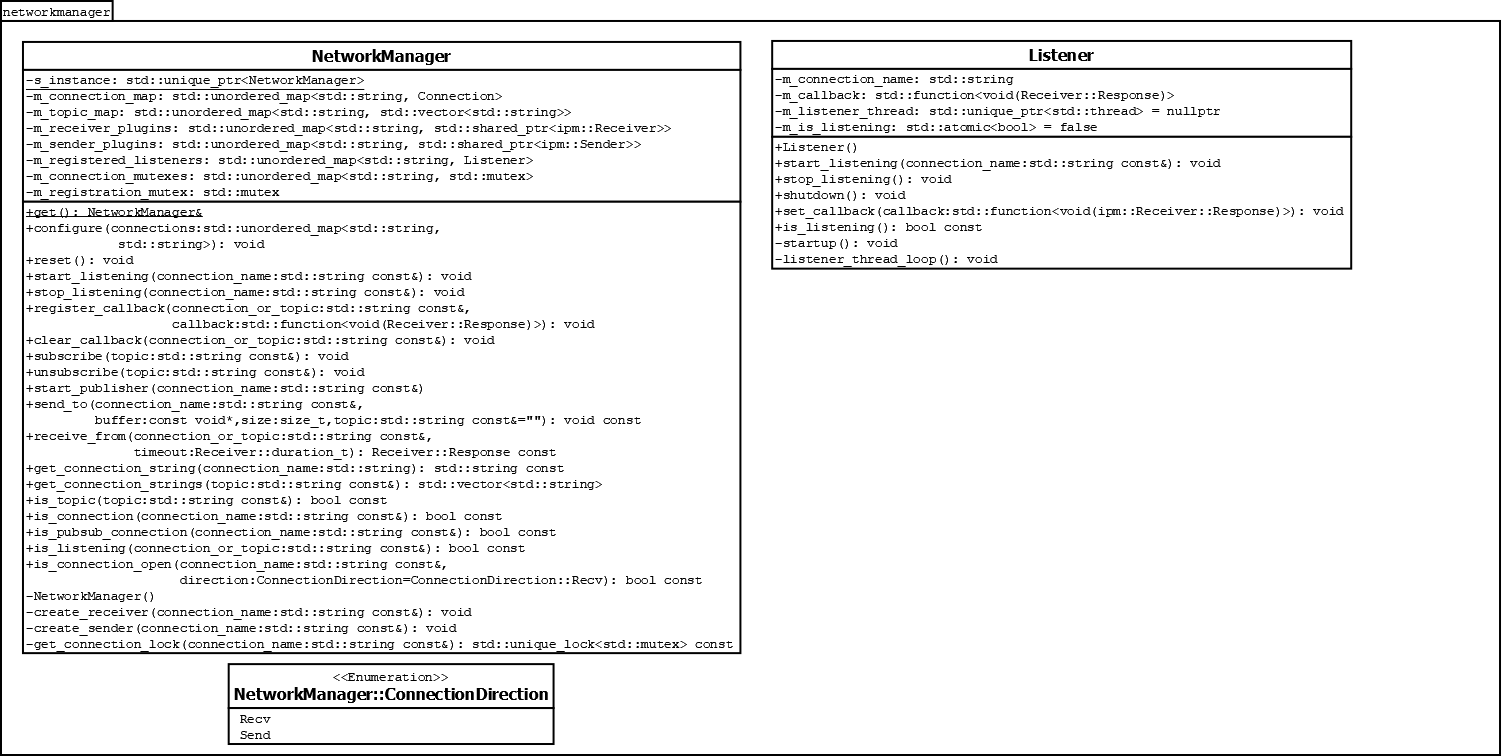 networkmanager
NetworkManager
-s_instance: std::unique_ptr<NetworkManager>
-m_connection_map: std::unordered_map<std::string, Connection>
-m_topic_map: std::unordered_map<std::string, std::vector<std::string>>
-m_receiver_plugins: std::unordered_map<std::string, std::shared_ptr<ipm::Receiver>>
-m_sender_plugins: std::unordered_map<std::string, std::shared_ptr<ipm::Sender>>
-m_registered_listeners: std::unordered_map<std::string, Listener>
-m_connection_mutexes: std::unordered_map<std::string, std::mutex>
-m_registration_mutex: std::mutex
+get(): NetworkManager&
+configure(connections:std::unordered_map<std::string,
std::string>): void
+reset(): void
+start_listening(connection_name:std::string const&): void
+stop_listening(connection_name:std::string const&): void
+register_callback(connection_or_topic:std::string const&,
callback:std::function<void(Receiver::Response)>): void
+clear_callback(connection_or_topic:std::string const&): void
+subscribe(topic:std::string const&): void
+unsubscribe(topic:std::string const&): void
+start_publisher(connection_name:std::string const&)
+send_to(connection_name:std::string const&,
buffer:const void*,size:size_t,topic:std::string const&=""): void const
+receive_from(connection_or_topic:std::string const&,
timeout:Receiver::duration_t): Receiver::Response const
+get_connection_string(connection_name:std::string): std::string const
+get_connection_strings(topic:std::string const&): std::vector<std::string>
+is_topic(topic:std::string const&): bool const
+is_connection(connection_name:std::string const&): bool const
+is_pubsub_connection(connection_name:std::string const&): bool const
+is_listening(connection_or_topic:std::string const&): bool const
+is_connection_open(connection_name:std::string const&,
direction:ConnectionDirection=ConnectionDirection::Recv): bool const
-NetworkManager()
-create_receiver(connection_name:std::string const&): void
-create_sender(connection_name:std::string const&): void
-get_connection_lock(connection_name:std::string const&): std::unique_lock<std::mutex> const
Listener
-m_connection_name: std::string
-m_callback: std::function<void(Receiver::Response)>
-m_listener_thread: std::unique_ptr<std::thread> = nullptr
-m_is_listening: std::atomic<bool> = false
+Listener()
+start_listening(connection_name:std::string const&): void
+stop_listening(): void
+shutdown(): void
+set_callback(callback:std::function<void(ipm::Receiver::Response)>): void
+is_listening(): bool const
-startup(): void
-listener_thread_loop(): void
<<Enumeration>>
NetworkManager::ConnectionDirection
Recv
Send